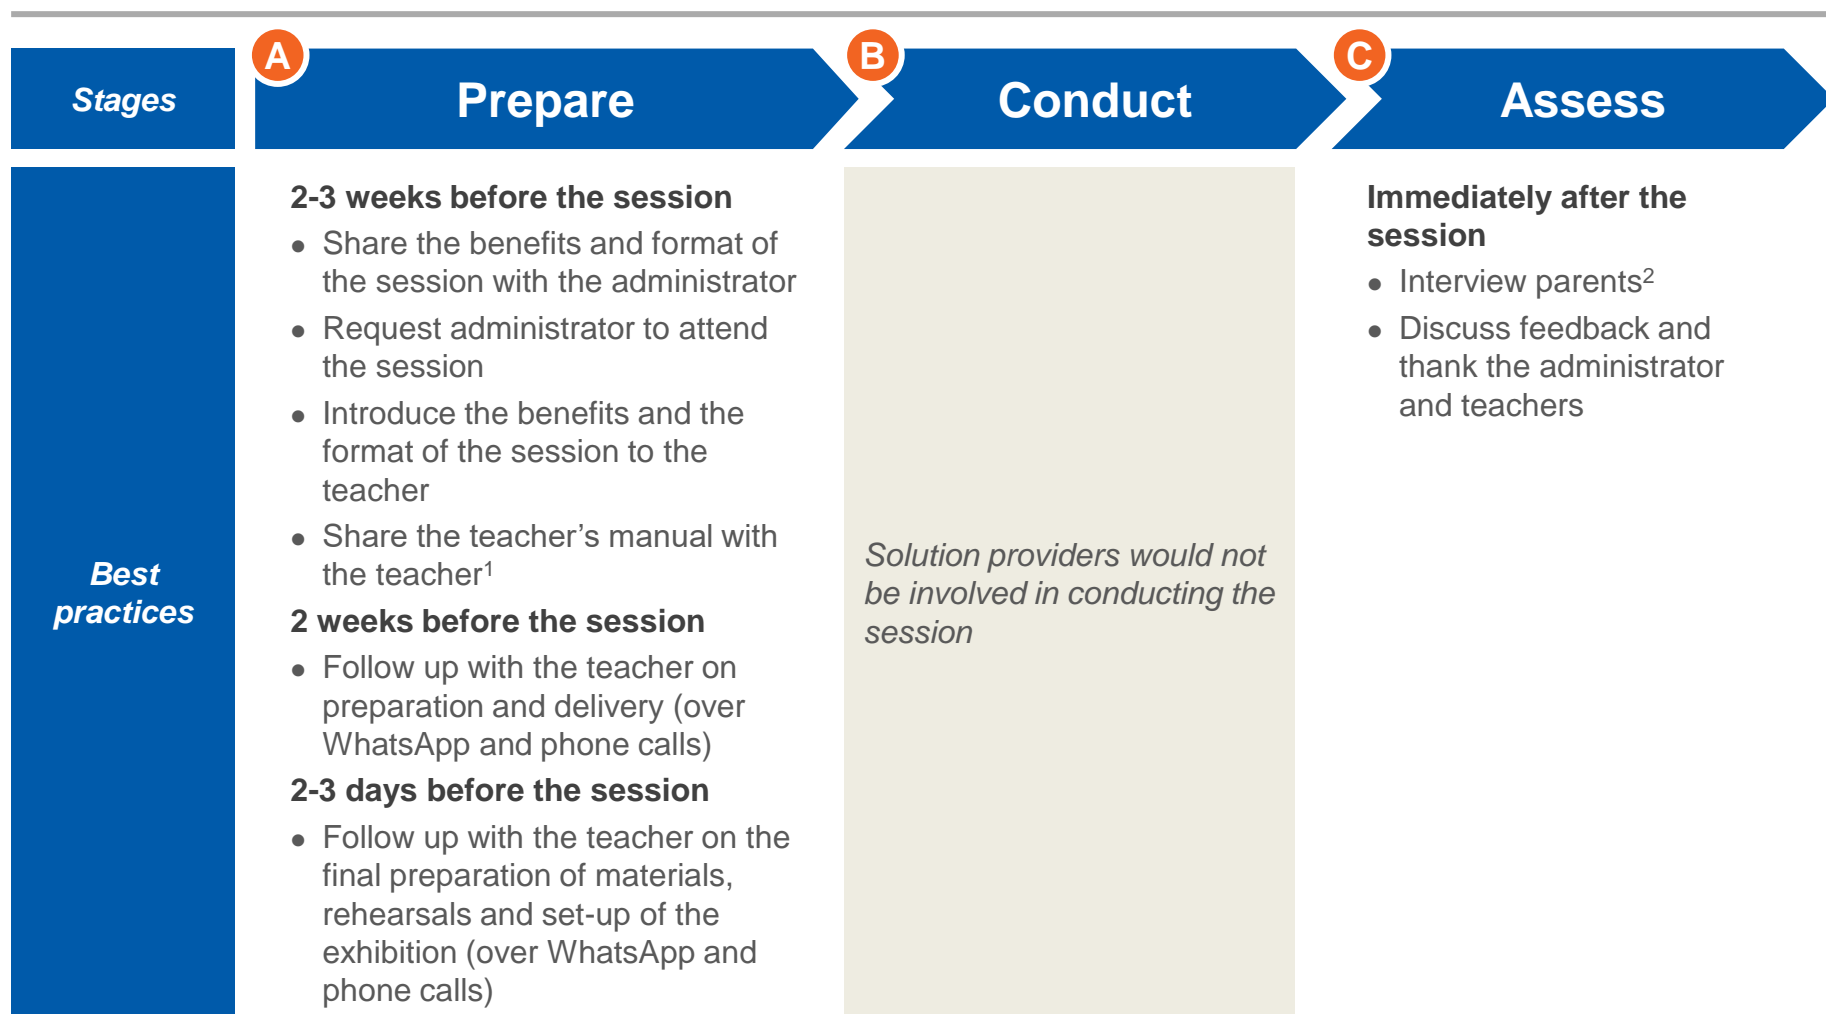 Stages
A
Prepare
B
Conduct
C
Assess
Best
practices
2-3 weeks before the session
● Share the benefits and format of
the session with the administrator
● Request administrator to attend
the session
● Introduce the benefits and the
format of the session to the
teacher
● Share the teacher’s manual with
the teacher¹
2 weeks before the session
● Follow up with the teacher on
preparation and delivery (over
WhatsApp and phone calls)
2-3 days before the session
● Follow up with the teacher on the
final preparation of materials,
rehearsals and set-up of the
exhibition (over WhatsApp and
phone calls)
Solution providers would not
be involved in conducting the
session
Immediately after the
session
● Interview parents²
● Discuss feedback and
thank the administrator
and teachers